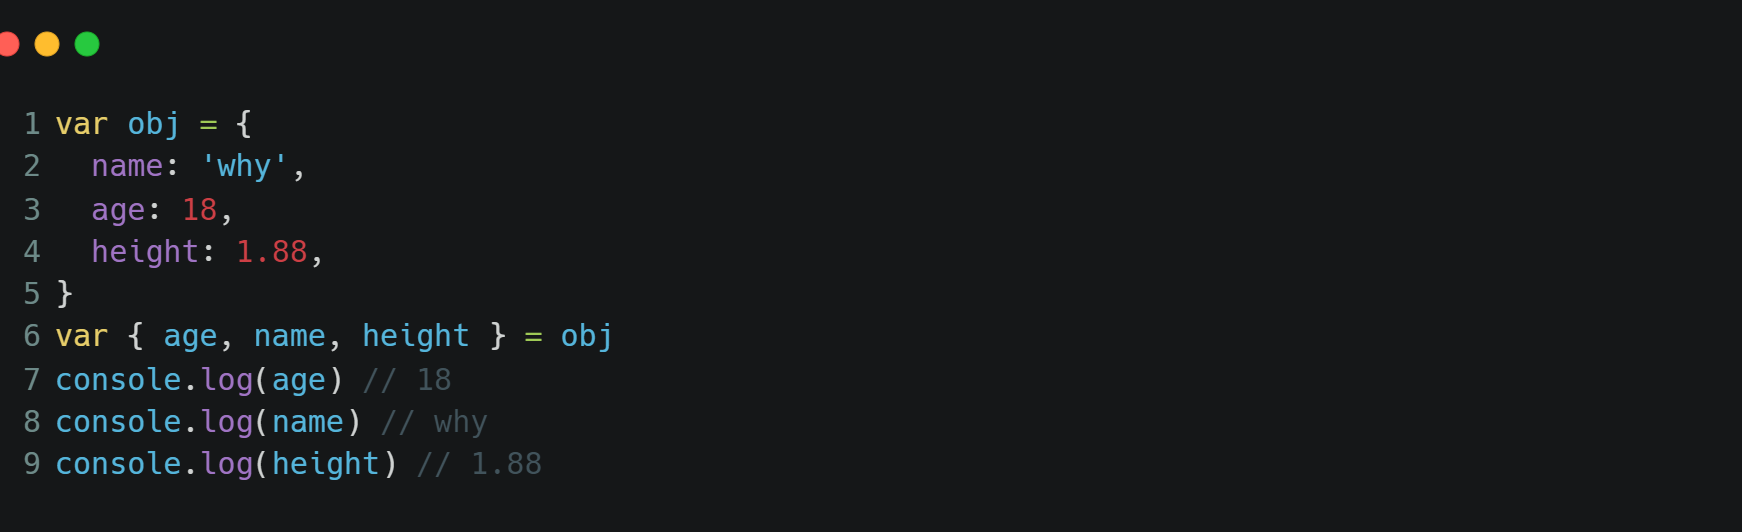 1 var obj = {
2   name: 'why',
3   age: 18,
4   height: 1.88,
5 }
6 var { age, name, height } = obj
7 console.log(age) // 18
8 console.log(name) // why
9 console.log(height) // 1.88